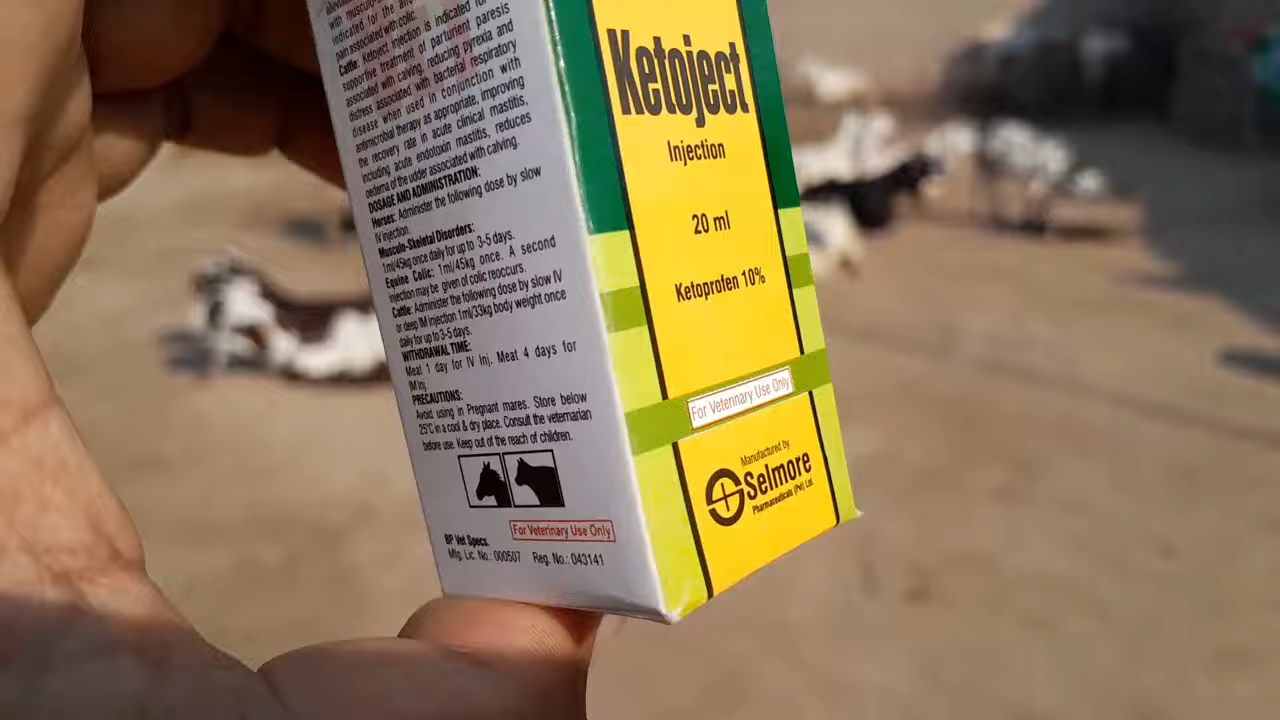 with musculo-
indicated for the
pain associated with colic.
Cattle: Ketoject injection is indicated for
supportive treatment of parturient paresis
associated with calving, reducing pyrexia and
distress associated with bacterial respiratory
disease when used in conjunction with
antimicrobial therapy as appropriate, improving
the recovery rate in acute clinical mastitis,
including acute endotoxin mastitis, reduces
oedema of the udder associated with calving.
DOSAGE AND ADMINISTRATION:
Horses: Administer the following dose by slow
IV injection.
Musculo-Skeletal Disorders:
1ml/45kg once daily for up to 3-5 days.
Equine Colic: 1ml/45kg once. A second
injection may be given of colic reoccurs.
Cattle: Administer the following dose by slow IV
or deep IM injection 1ml/33kg body weight once
daily for up to 3-5 days.
WITHDRAWAL TIME:
Meat 1 day for IV Inj. Meat 4 days for
IM inj.
PRECAUTIONS:
Avoid using in Pregnant mares. Store below
25°C in a cool & dry place. Consult the veternarian
before use. Keep out of the reach of children.
For Veterinary Use Only
BP Vet Specs.
Mfg. Lic. No.: 000507 Reg. No.: 043141
Ketoject
Injection
20 ml
Ketoprofen 10%
For Veterinary Use Only
Manufactured by:
Selmore
Pharmaceuticals (Pvt) Ltd.